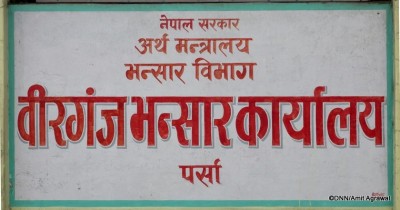 नेपाल सरकार
अर्थ मन्त्रालय
भन्सार विभाग
वीरगंज भन्सार कार्यालय
पर्सा
©DNN/Amit Agrawal